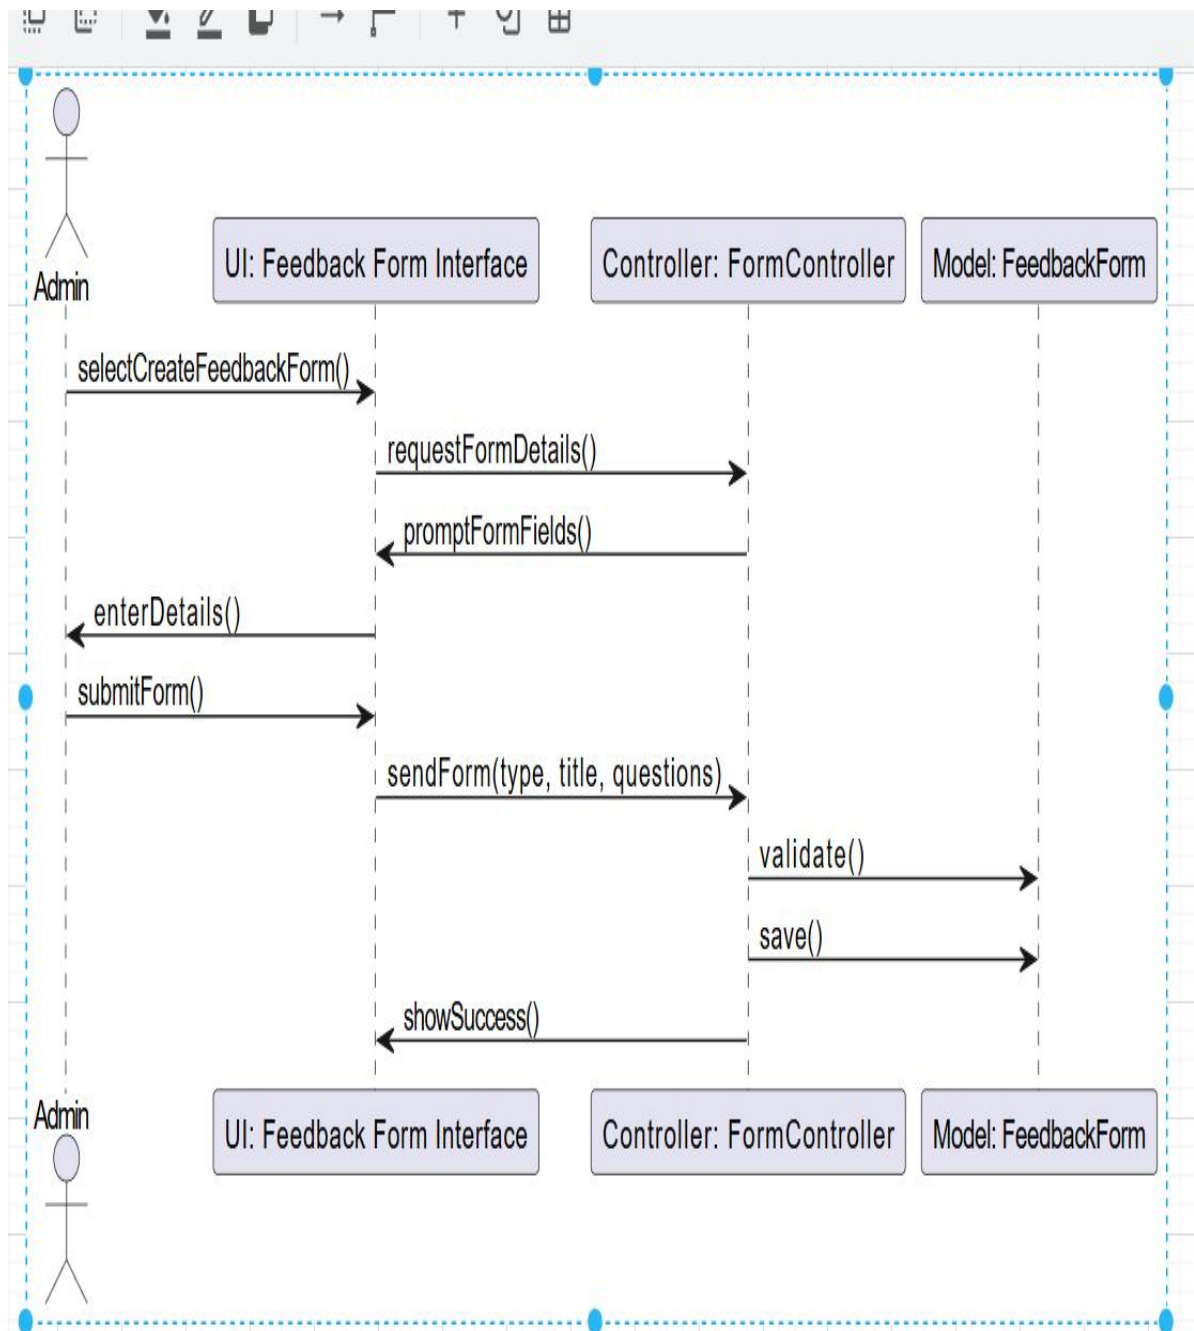 Admin
UI: Feedback Form Interface
Controller: FormController
Model: FeedbackForm
selectCreateFeedbackForm()
requestFormDetails()
promptFormFields()
enterDetails()
submitForm()
sendForm(type, title, questions)
validate()
save()
showSuccess()
Admin
UI: Feedback Form Interface
Controller: FormController
Model: FeedbackForm